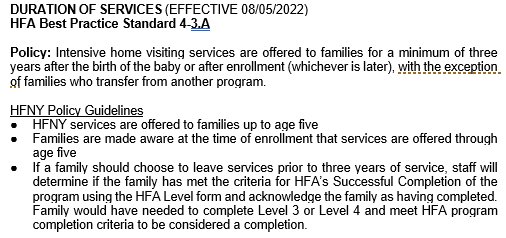 DURATION OF SERVICES (EFFECTIVE 08/05/2022)
HFA Best Practice Standard 4-3.A
Policy: Intensive home visiting services are offered to families for a minimum of three
years after the birth of the baby or after enrollment (whichever is later), with the exception
of families who transfer from another program.
HFNY Policy Guidelines
• HFNY services are offered to families up to age five
• Families are made aware at the time of enrollment that services are offered through
age five
• If a family should choose to leave services prior to three years of service, staff will
determine if the family has met the criteria for HFA's Successful Completion of the
program using the HFA Level form and acknowledge the family as having completed.
Family would have needed to complete Level 3 or Level 4 and meet HFA program
completion criteria to be considered a completion.